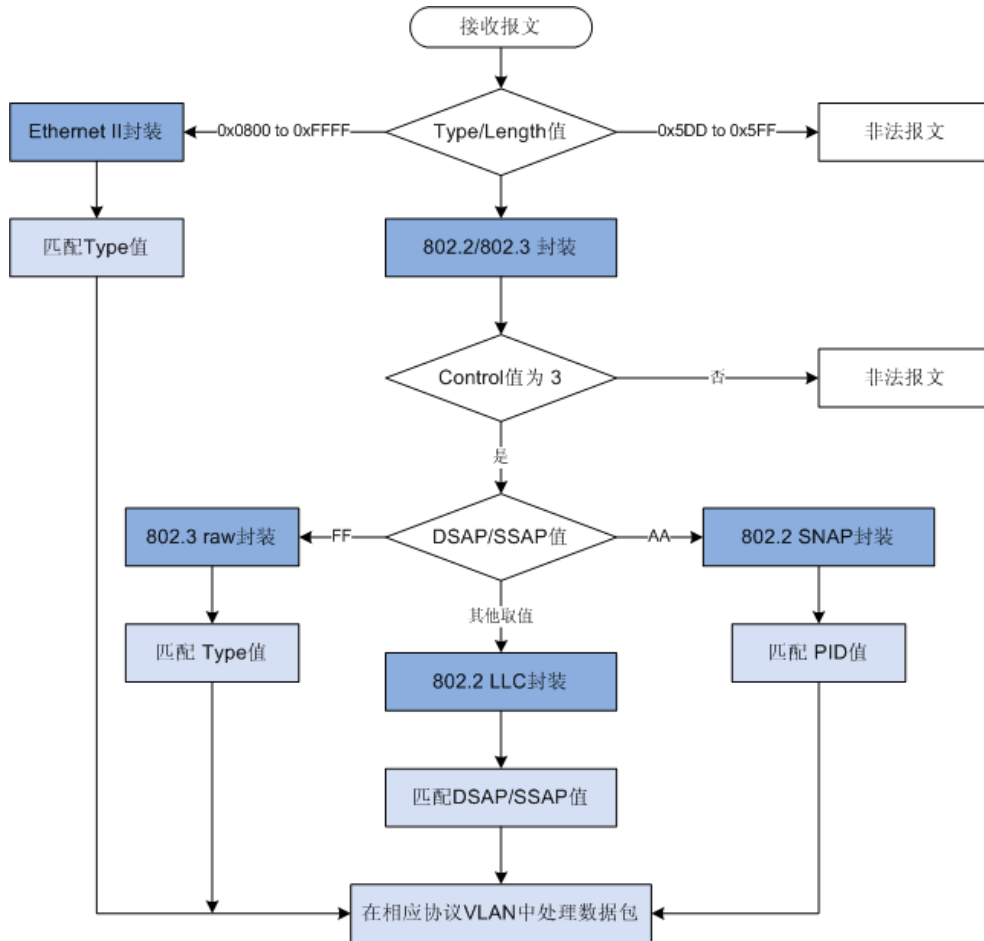 接收报文
Ethernet II封装
0x0800 to 0xFFFF
Type/Length值
0x5DD to 0x5FF
非法报文
匹配Type值
802.2/802.3 封装
Control值为 3
否
非法报文
是
802.3 raw封装
FF
DSAP/SSAP值
AA
802.2 SNAP封装
其他取值
匹配 Type值
匹配 PID值
802.2 LLC封装
匹配DSAP/SSAP值
在相应协议VLAN中处理数据包